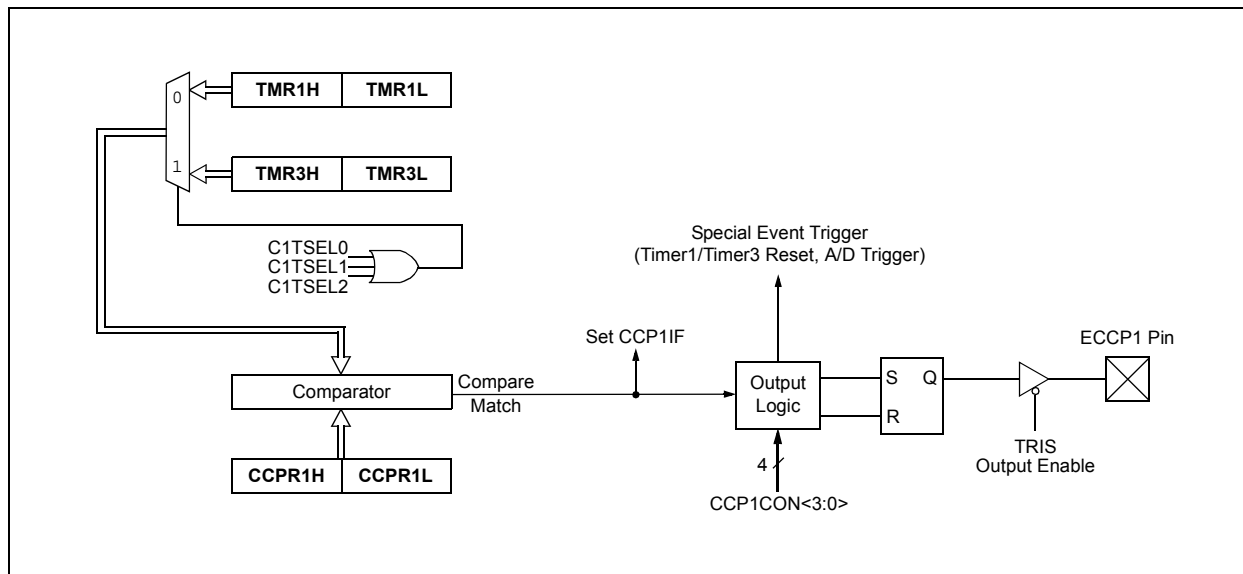 0
TMR1H TMR1L
1
TMR3H TMR3L
C1TSEL0
C1TSEL1
C1TSEL2
Special Event Trigger
(Timer1/Timer3 Reset, A/D Trigger)
Set CCP1IF
ECCP1 Pin
Comparator
Compare
Match
Output
Logic
S Q
R
TRIS
Output Enable
4
CCP1CON<3:0>
CCPR1H CCPR1L